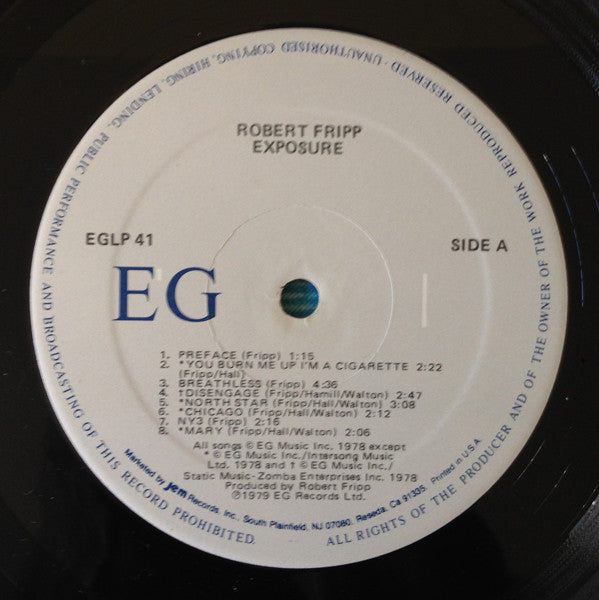 ROBERT FRIPP
EXPOSURE
EGLP 41
SIDE A
EG
1. PREFACE (Fripp) 1:15
2. *YOU BURN ME UP I'M A CIGARETTE 2:22
(Fripp/Hall)
3. BREATHLESS (Fripp) 4:36
4. †DISENGAGE (Fripp/Hamill/Walton) 2:47
5. *NORTH STAR (Fripp/Hall/Walton) 3:08
6. *CHICAGO (Fripp/Hall/Walton) 2:12
7. NY3 (Fripp) 2:16
8. *MARY (Fripp/Hall/Walton) 2:06
All songs © EG Music Inc. 1978 except
* © EG Music Inc./Intersong Music
Ltd. 1978 and † © EG Music Inc./
Static Music-Zomba Enterprises Inc. 1978
Produced by Robert Fripp
℗1979 EG Records Ltd.
Marketed by Jem Records, Inc., South Plainfield, NJ 07080, Reseda, Ca 91335. Printed in U.S.A.
ALL RIGHTS OF THE PRODUCER AND OF THE OWNER OF THE WORK REPRODUCED RESERVED · UNAUTHORISED COPYING, HIRING, LENDING, PUBLIC PERFORMANCE AND BROADCASTING OF THIS RECORD PROHIBITED.